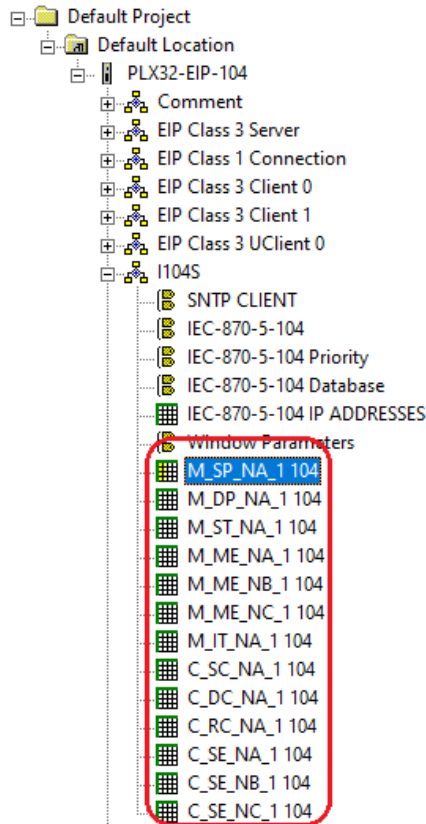 Default Project
Default Location
PLX32-EIP-104
Comment
EIP Class 3 Server
EIP Class 1 Connection
EIP Class 3 Client 0
EIP Class 3 Client 1
EIP Class 3 UClient 0
I104S
SNTP CLIENT
IEC-870-5-104
IEC-870-5-104 Priority
IEC-870-5-104 Database
IEC-870-5-104 IP ADDRESSES
Window Parameters
M_SP_NA_1 104
M_DP_NA_1 104
M_ST_NA_1 104
M_ME_NA_1 104
M_ME_NB_1 104
M_ME_NC_1 104
M_IT_NA_1 104
C_SC_NA_1 104
C_DC_NA_1 104
C_RC_NA_1 104
C_SE_NA_1 104
C_SE_NB_1 104
C_SE_NC_1 104